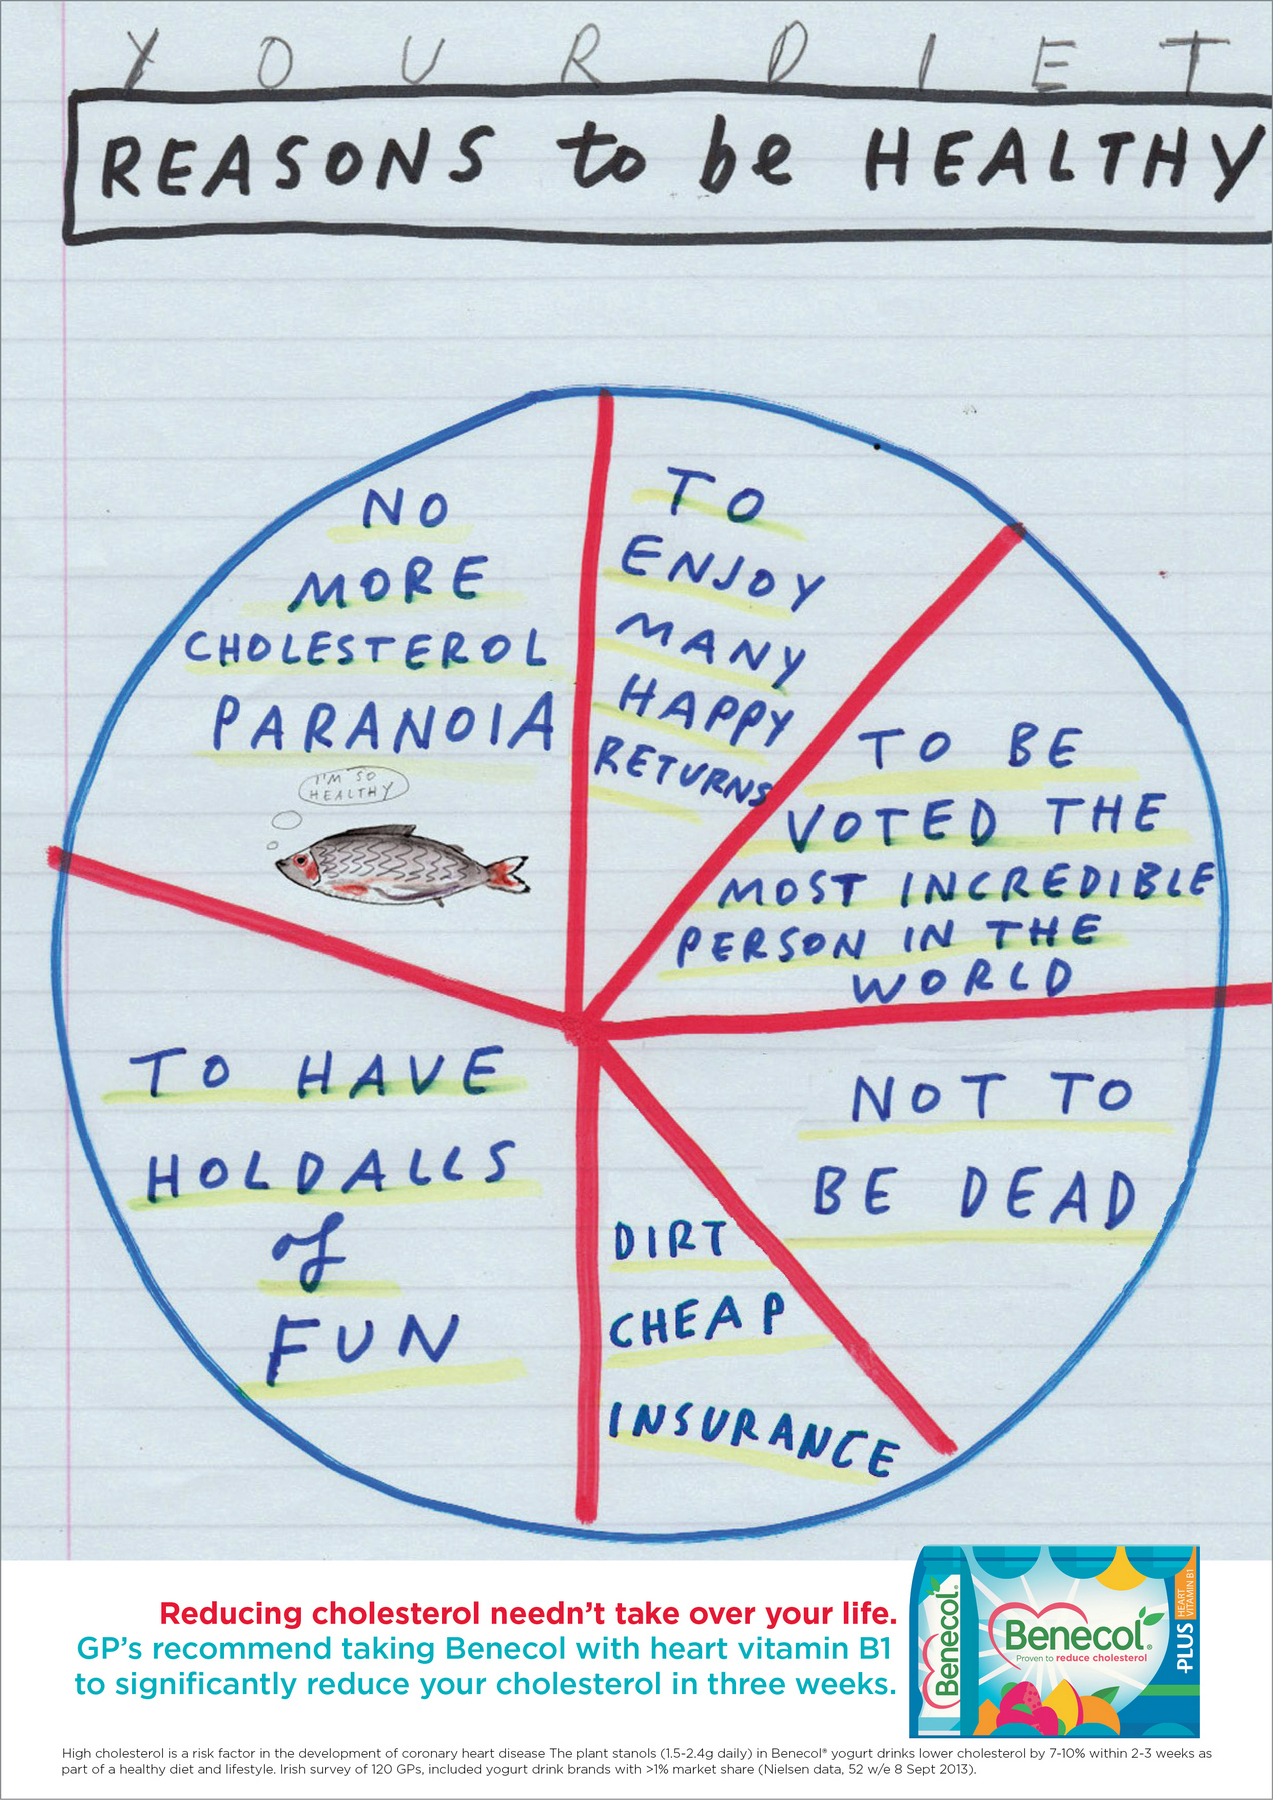 YOUR DIET
REASONS to be HEALTHY
NO
MORE
CHOLESTEROL
PARANOIA
I'M SO
HEALTHY
TO
ENJOY
MANY
HAPPY
RETURNS
TO BE
VOTED THE
MOST INCREDIBLE
PERSON IN THE
WORLD
NOT TO
BE DEAD
DIRT
CHEAP
INSURANCE
TO HAVE
HOLDALLS
of
FUN
Reducing cholesterol needn't take over your life.
GP's recommend taking Benecol with heart vitamin B1
to significantly reduce your cholesterol in three weeks.
Benecol®
Benecol®
Proven to reduce cholesterol
PLUS
HEART
VITAMIN B1
High cholesterol is a risk factor in the development of coronary heart disease The plant stanols (1.5-2.4g daily) in Benecol® yogurt drinks lower cholesterol by 7-10% within 2-3 weeks as
part of a healthy diet and lifestyle. Irish survey of 120 GPs, included yogurt drink brands with >1% market share (Nielsen data, 52 w/e 8 Sept 2013).